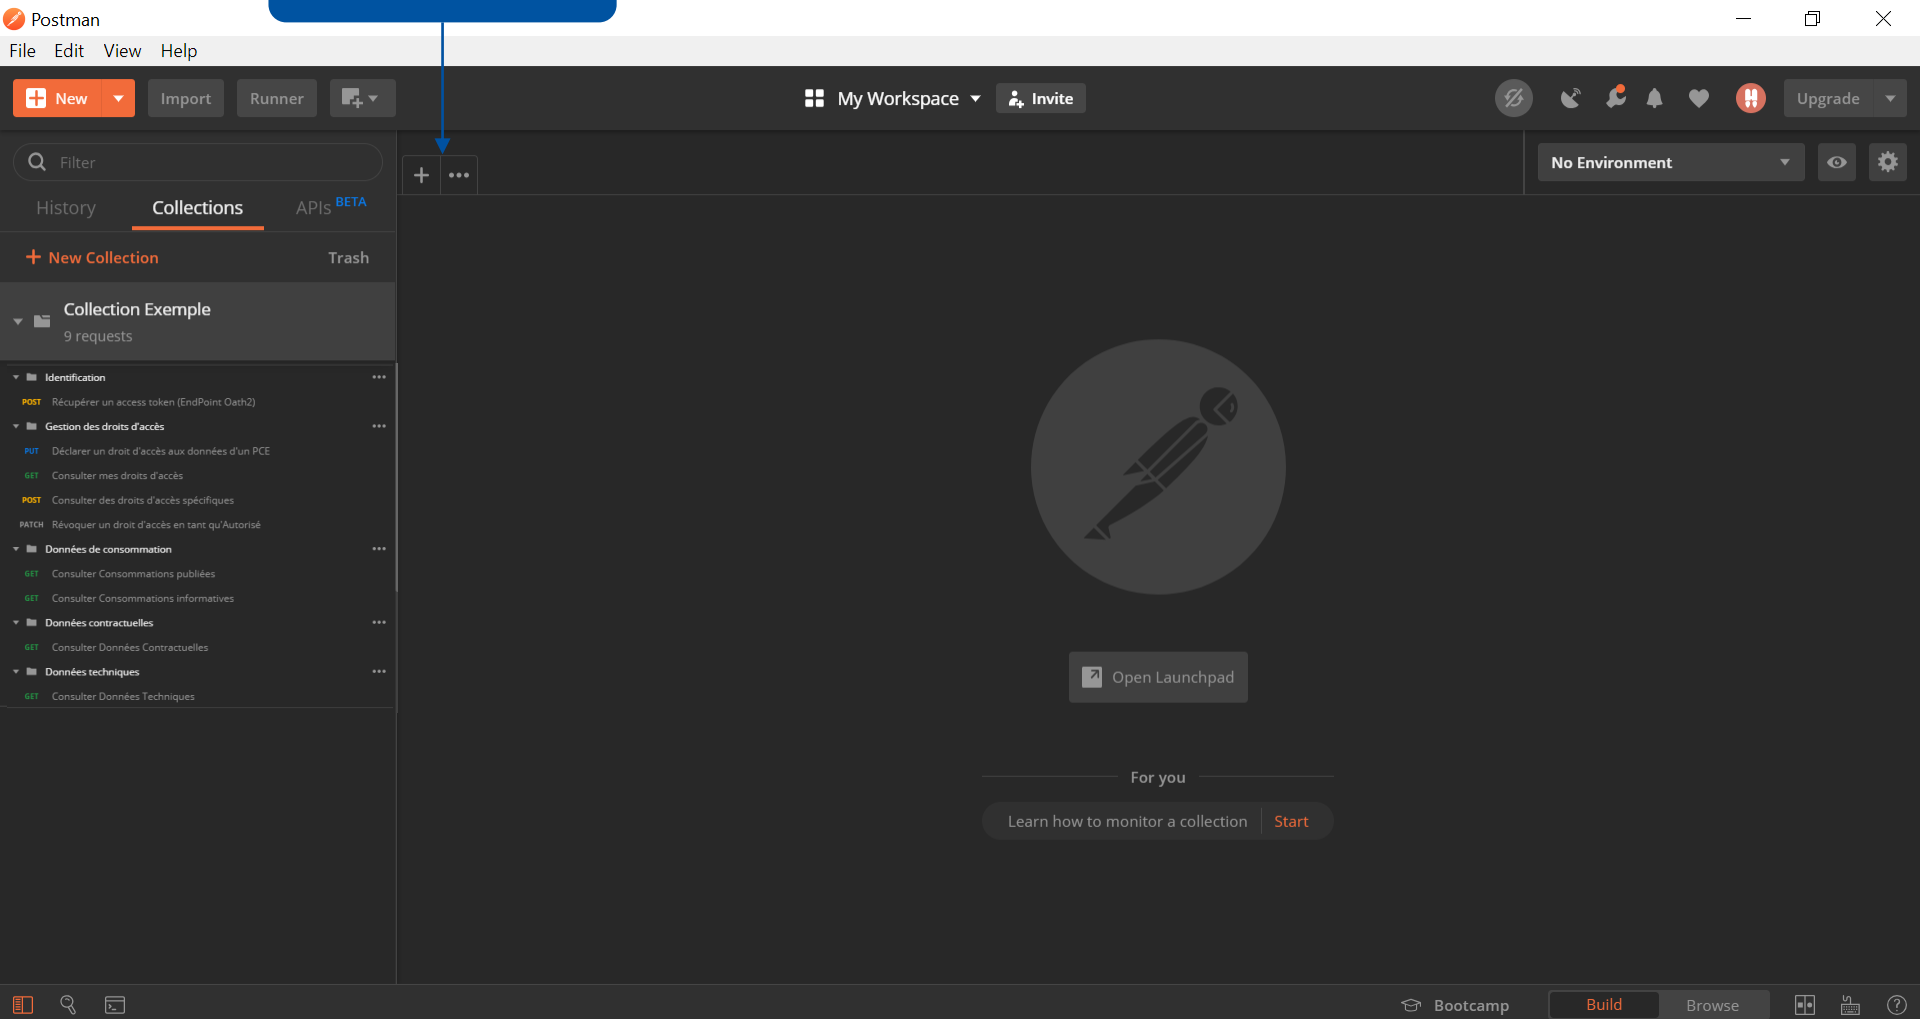 Postman
File Edit View Help
New Import Runner My Workspace Invite Upgrade
Filter
No Environment
History Collections APIs BETA
New Collection Trash
Collection Exemple
9 requests
Identification
POST Récupérer un access token (EndPoint Oath2)
Gestion des droits d'accès
PUT Déclarer un droit d'accès aux données d'un PCE
GET Consulter mes droits d'accès
POST Consulter des droits d'accès spécifiques
PATCH Révoquer un droit d'accès en tant qu'Autorisé
Données de consommation
GET Consulter Consommations publiées
GET Consulter Consommations informatives
Données contractuelles
GET Consulter Données Contractuelles
Données techniques
GET Consulter Données Techniques
Open Launchpad
For you
Learn how to monitor a collection Start
Bootcamp Build Browse